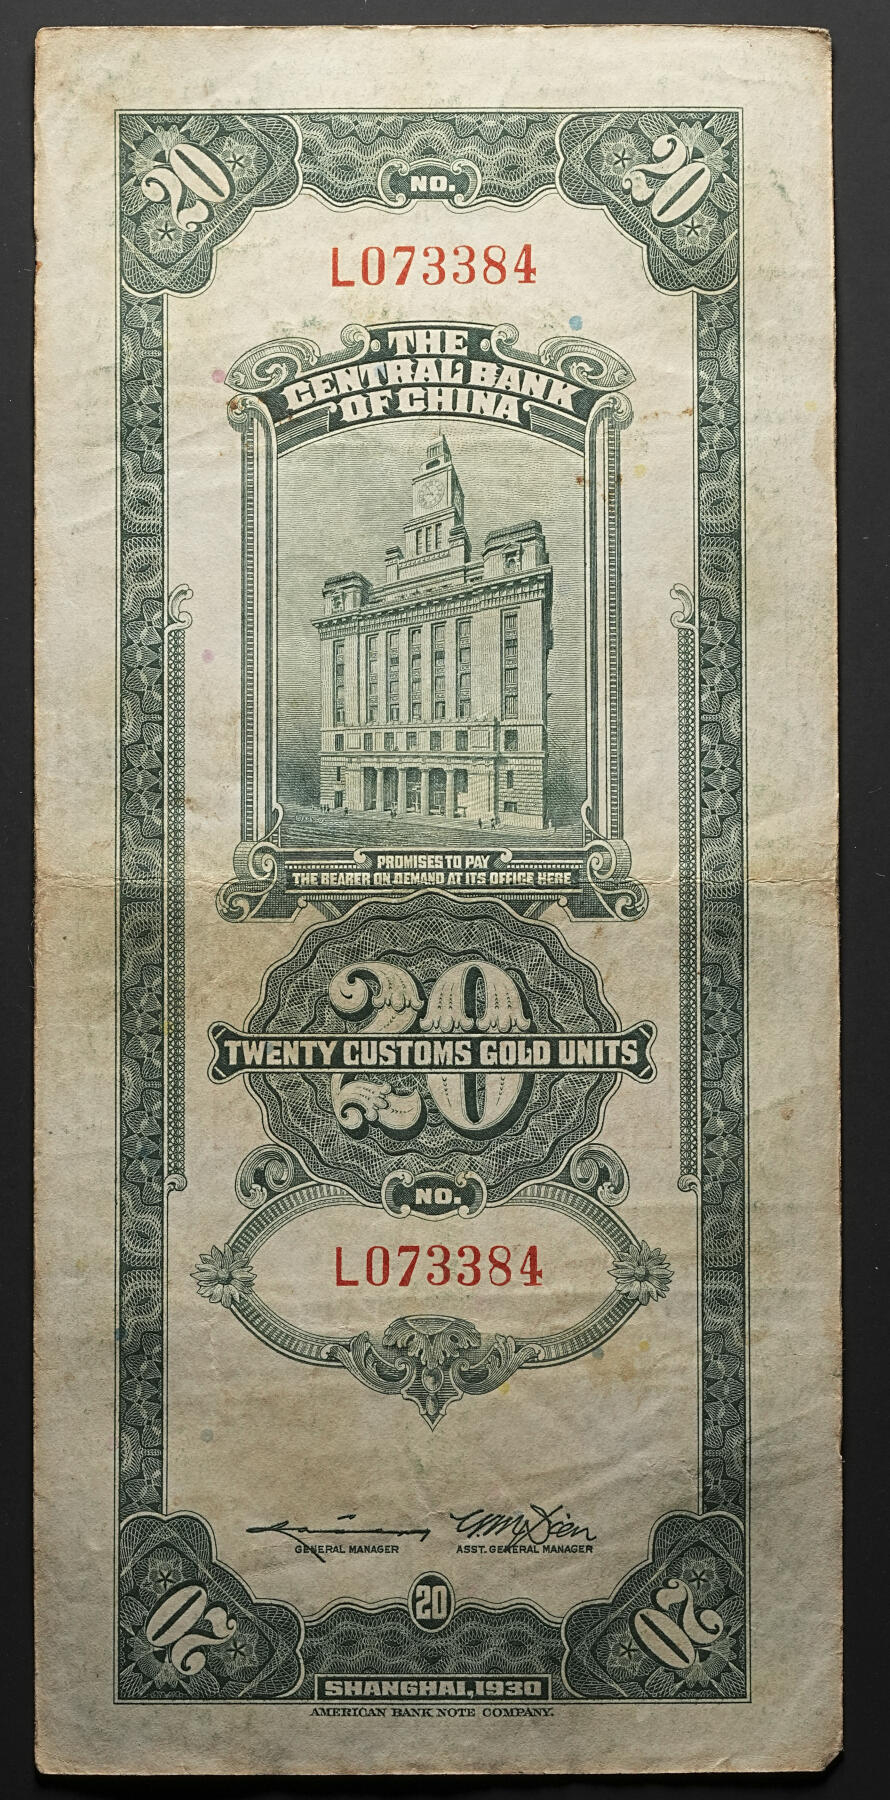 20
NO.
20
L073384
THE
CENTRAL BANK
OF CHINA
PROMISES TO PAY
THE BEARER ON DEMAND AT ITS OFFICE HERE
20
TWENTY CUSTOMS GOLD UNITS
NO.
L073384
GENERAL MANAGER
ASST. GENERAL MANAGER
20
20
20
SHANGHAI, 1930
AMERICAN BANK NOTE COMPANY.